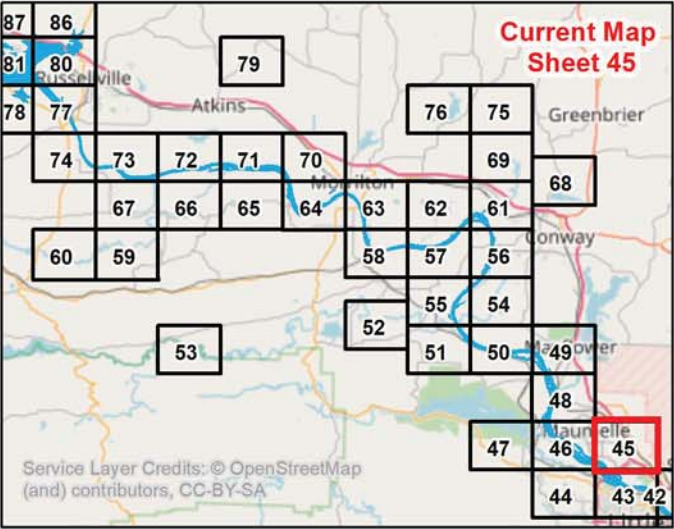 87 86
Current Map
Sheet 45
81 80
79
Russellville
Atkins
78 77
76 75
Greenbrier
74 73 72 71 70
69
68
Morrilton
67 66 65 64 63 62 61
Conway
60 59
58 57 56
55 54
52
53
51 50 49
Mayflower
48
Maumelle
47 46 45
Service Layer Credits: © OpenStreetMap
(and) contributors, CC-BY-SA
44 43 42